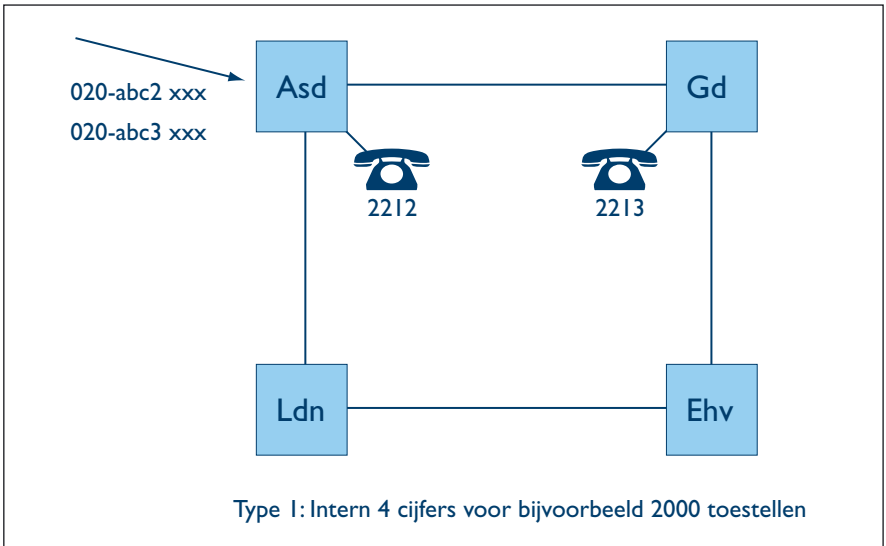 020-abc2 xxx
020-abc3 xxx
Asd
Gd
2212
2213
Ldn
Ehv
Type 1: Intern 4 cijfers voor bijvoorbeeld 2000 toestellen